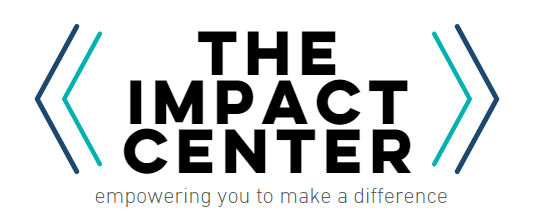 THE
IMPACT
CENTER
empowering you to make a difference